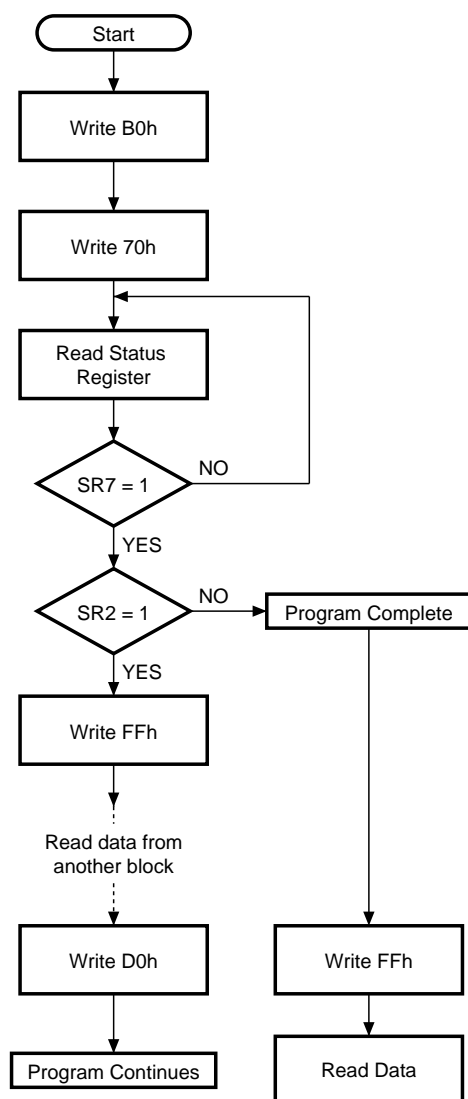 Start
Write B0h
Write 70h
Read Status
Register
SR7 = 1
NO
YES
SR2 = 1
NO
Program Complete
YES
Write FFh
Read data from
another block
Write D0h
Write FFh
Program Continues
Read Data